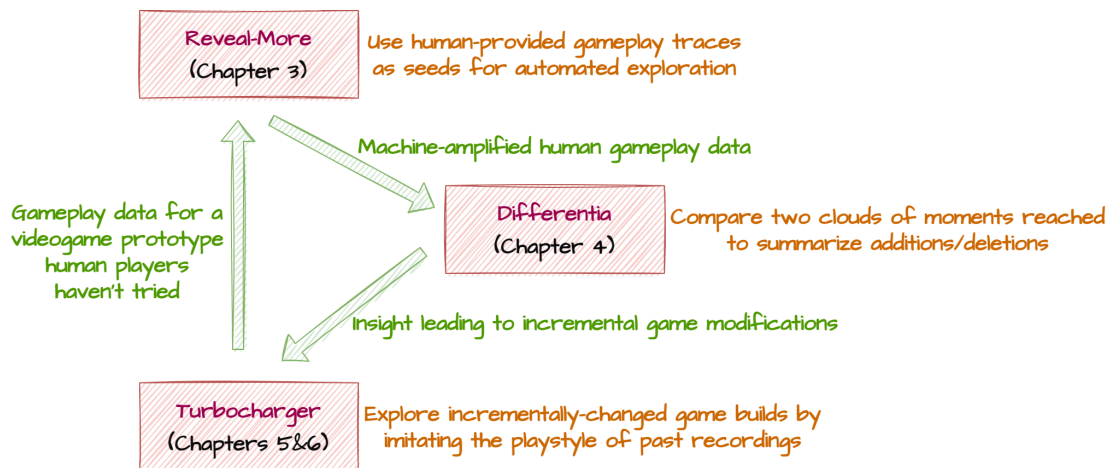 Reveal-More
(Chapter 3)
Use human-provided gameplay traces
as seeds for automated exploration
Machine-amplified human gameplay data
Gameplay data for a
videogame prototype
human players
haven't tried
Differentia
(Chapter 4)
Compare two clouds of moments reached
to summarize additions/deletions
Insight leading to incremental game modifications
Turbocharger
(Chapters 5&6)
Explore incrementally-changed game builds by
imitating the playstyle of past recordings